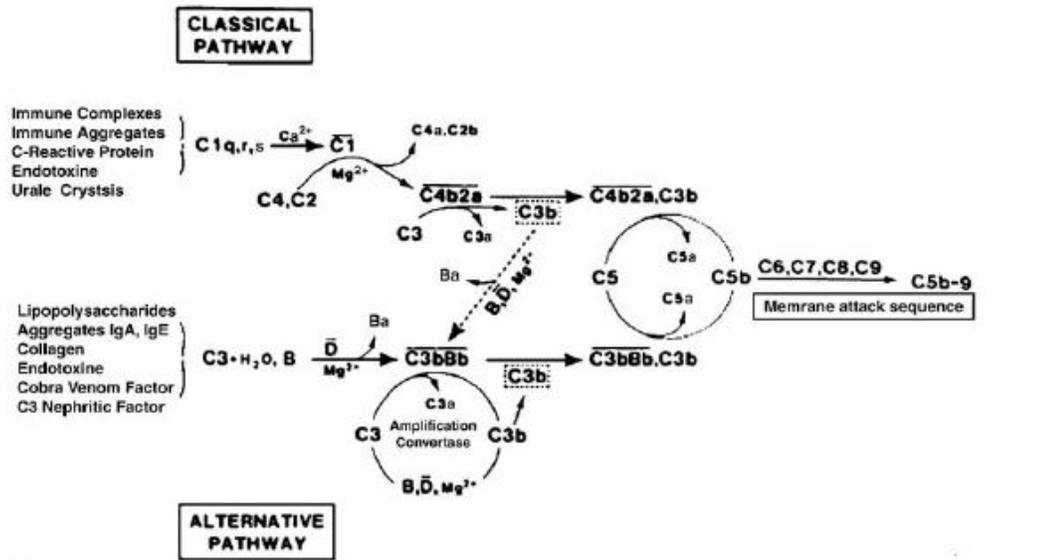 CLASSICAL
PATHWAY
Immune Complexes
Immune Aggregates
C-Reactive Protein
Endotoxine
Urale Crystsis
C1q,r,s
Ca²⁺
C1̅
Mg²⁺
C4a,C2b
C4,C2
C4b2a
C3b
C4b2a,C3b
C3
C3a
Ba
B,D̅,Mg²⁺
C5
C5a
C5b
C5a
C6,C7,C8,C9
C5b-9
Memrane attack sequence
Lipopolysaccharides
Aggregates IgA, IgE
Collagen
Endotoxine
Cobra Venom Factor
C3 Nephritic Factor
C3+H₂O, B
D̅
Mg²⁺
Ba
C3bBb
C3b
C3bBb,C3b
C3a
C3
Amplification
Convertase
C3b
B,D̅,Mg²⁺
ALTERNATIVE
PATHWAY